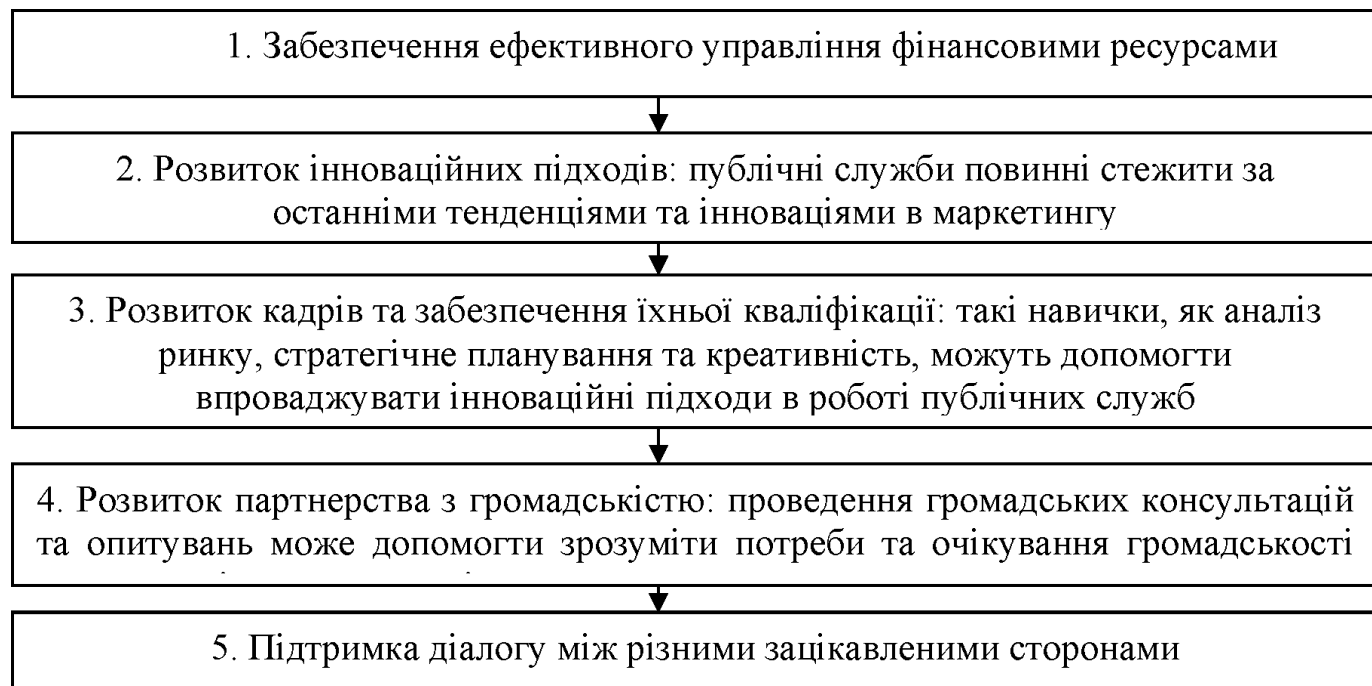 1. Забезпечення ефективного управління фінансовими ресурсами
2. Розвиток інноваційних підходів: публічні служби повинні стежити за
останніми тенденціями та інноваціями в маркетингу
3. Розвиток кадрів та забезпечення їхньої кваліфікації: такі навички, як аналіз
ринку, стратегічне планування та креативність, можуть допомогти
впроваджувати інноваційні підходи в роботі публічних служб
4. Розвиток партнерства з громадськістю: проведення громадських консультацій
та опитувань може допомогти зрозуміти потреби та очікування громадськості
5. Підтримка діалогу між різними зацікавленими сторонами